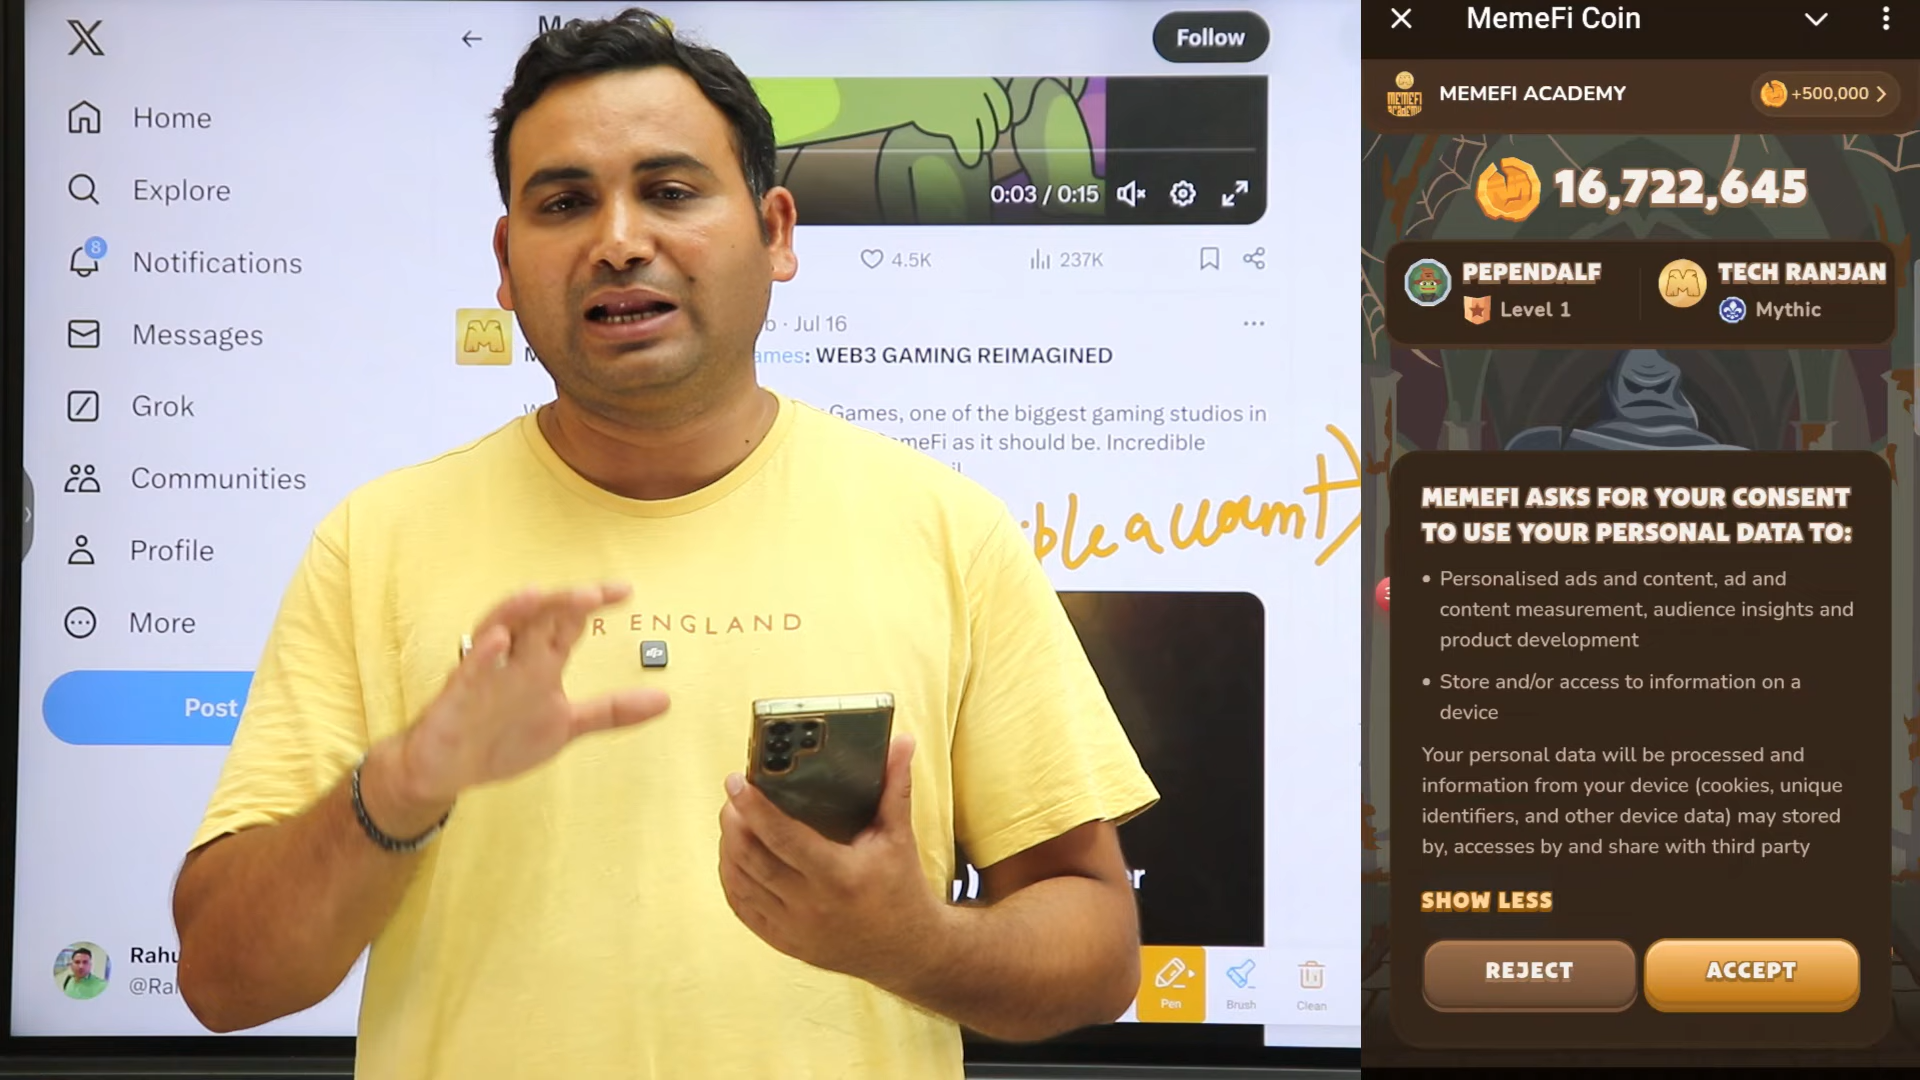 Home
Explore
8
Notifications
Messages
Grok
Communities
Profile
More
Post
Follow
0:03 / 0:15
4.5K
237K
Jul 16
: WEB3 GAMING REIMAGINED
Games, one of the biggest gaming studios in
as it should be. Incredible
R ENGLAND
Pen
Brush
Clean
MemeFi Coin
MEMEFI academy
MEMEFI ACADEMY
+500,000
16,722,645
PEPENDALF
Level 1
TECH RANJAN
Mythic
MEMEFI ASKS FOR YOUR CONSENT
TO USE YOUR PERSONAL DATA TO:
• Personalised ads and content, ad and
content measurement, audience insights and
product development
• Store and/or access to information on a
device
Your personal data will be processed and
information from your device (cookies, unique
identifiers, and other device data) may stored
by, accesses by and share with third party
SHOW LESS
REJECT
ACCEPT